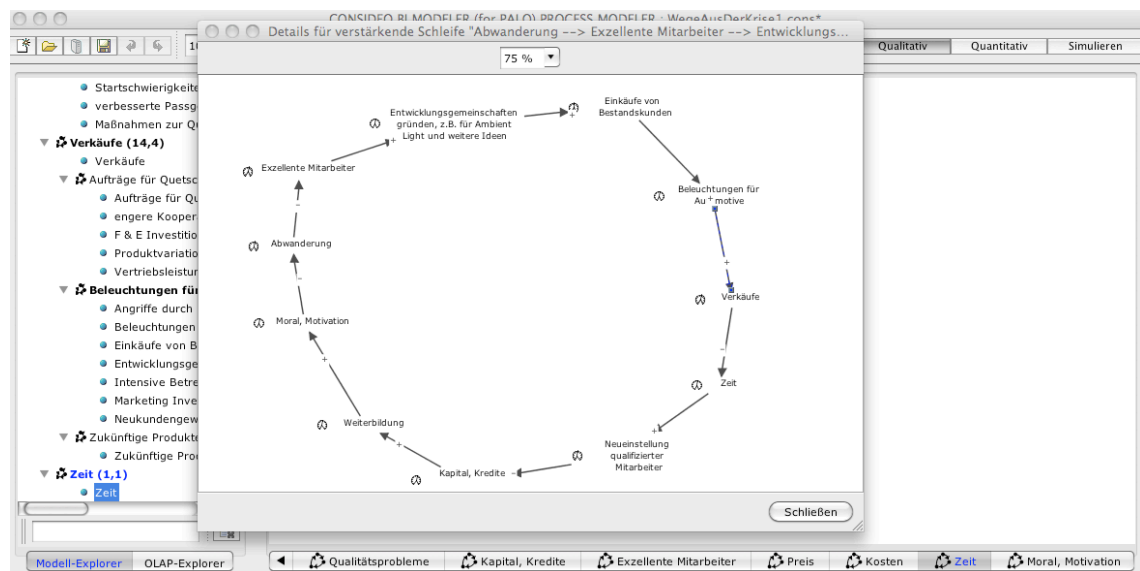 CONSIDEO BI MODELER (for PALO) PROCESS MODELER : WegeAusDerKrise1.cons*
Details für verstärkende Schleife "Abwanderung --> Exzellente Mitarbeiter --> Entwicklungs...
Qualitativ
Quantitativ
Simulieren
75 %
Startschwierigkeite
verbesserte Passg
Maßnahmen zur Q
Verkäufe (14,4)
Verkäufe
Aufträge für Quetsc
Aufträge für Qu
engere Kooper
F & E Investitio
Produktvariatio
Vertriebsleistur
Beleuchtungen fü
Angriffe durch
Beleuchtungen
Einkäufe von B
Entwicklungsge
Intensive Betre
Marketing Inve
Neukundengew
Zukünftige Produkt
Zukünftige Pro
Zeit (1,1)
Zeit
Entwicklungsgemeinschaften
gründen, z.B. für Ambient
Light und weitere Ideen
Einkäufe von
Bestandskunden
Exzellente Mitarbeiter
Beleuchtungen für
Automotive
Abwanderung
Verkäufe
Moral, Motivation
Zeit
Weiterbildung
Neueinstellung
qualifizierter
Mitarbeiter
Kapital, Kredite
Schließen
Modell-Explorer
OLAP-Explorer
Qualitätsprobleme
Kapital, Kredite
Exzellente Mitarbeiter
Preis
Kosten
Zeit
Moral, Motivation